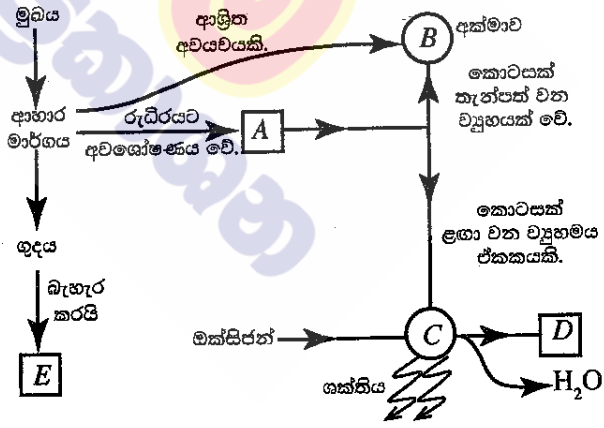 මුඛය
ආශ්‍රිත
අවයවයකි.
B
අක්මාව
ආහාර
මාර්ගය
රුධිරයට
අවශෝෂණය වේ.
A
කොටසක්
තැන්පත් වන
ව්‍යුහයක් වේ.
ගුදය
කොටසක්
ළඟා වන ව්‍යුහමය
ඒකකයකි.
බැහැර
කරයි
E
ඔක්සිජන්
C
D
ශක්තිය
H₂O